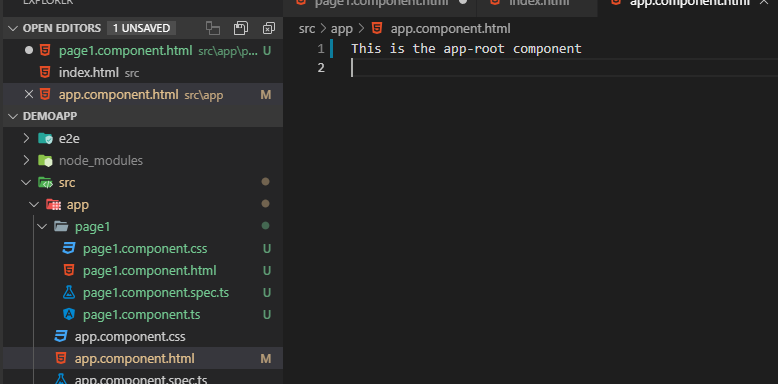 EXPLORER
OPEN EDITORS 1 UNSAVED
page1.component.html src\app\p... U
index.html src
app.component.html src\app M
DEMOAPP
e2e
node_modules
src
app
page1
page1.component.css U
page1.component.html U
page1.component.spec.ts U
page1.component.ts U
app.component.css
app.component.html M
app.component.spec.ts
page1.component.html
index.html
app.component.html
src > app > app.component.html
1 This is the app-root component
2